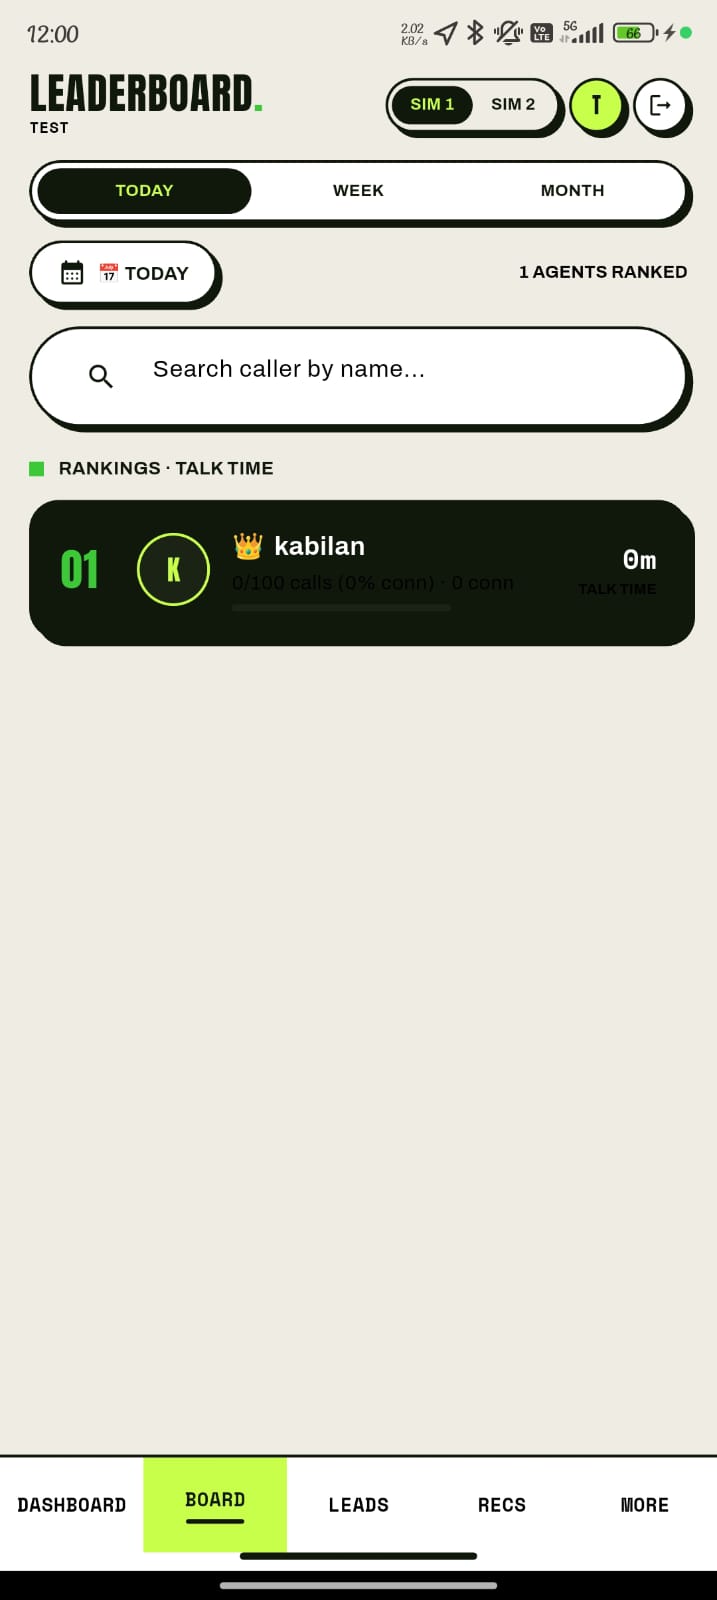 12:00
2.02 KB/s
Vo LTE
5G
66
LEADERBOARD.
TEST
SIM 1
SIM 2
T
TODAY
WEEK
MONTH
📅 TODAY
1 AGENTS RANKED
Search caller by name...
RANKINGS · TALK TIME
01
K
👑 kabilan
0m
0/100 calls (0% conn) · 0 conn
TALK TIME
DASHBOARD
BOARD
LEADS
RECS
MORE